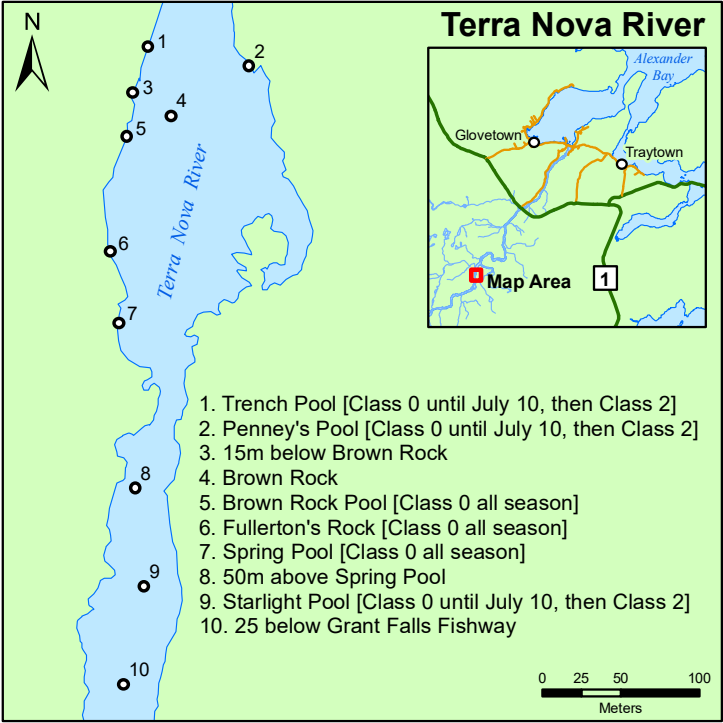 Terra Nova River
N
1
2
3
4
5
6
7
8
9
10
Terra Nova River
Alexander
Bay
Glovetown
Traytown
Map Area
1
1. Trench Pool [Class 0 until July 10, then Class 2]
2. Penney's Pool [Class 0 until July 10, then Class 2]
3. 15m below Brown Rock
4. Brown Rock
5. Brown Rock Pool [Class 0 all season]
6. Fullerton's Rock [Class 0 all season]
7. Spring Pool [Class 0 all season]
8. 50m above Spring Pool
9. Starlight Pool [Class 0 until July 10, then Class 2]
10. 25 below Grant Falls Fishway
0 25 50 100
Meters